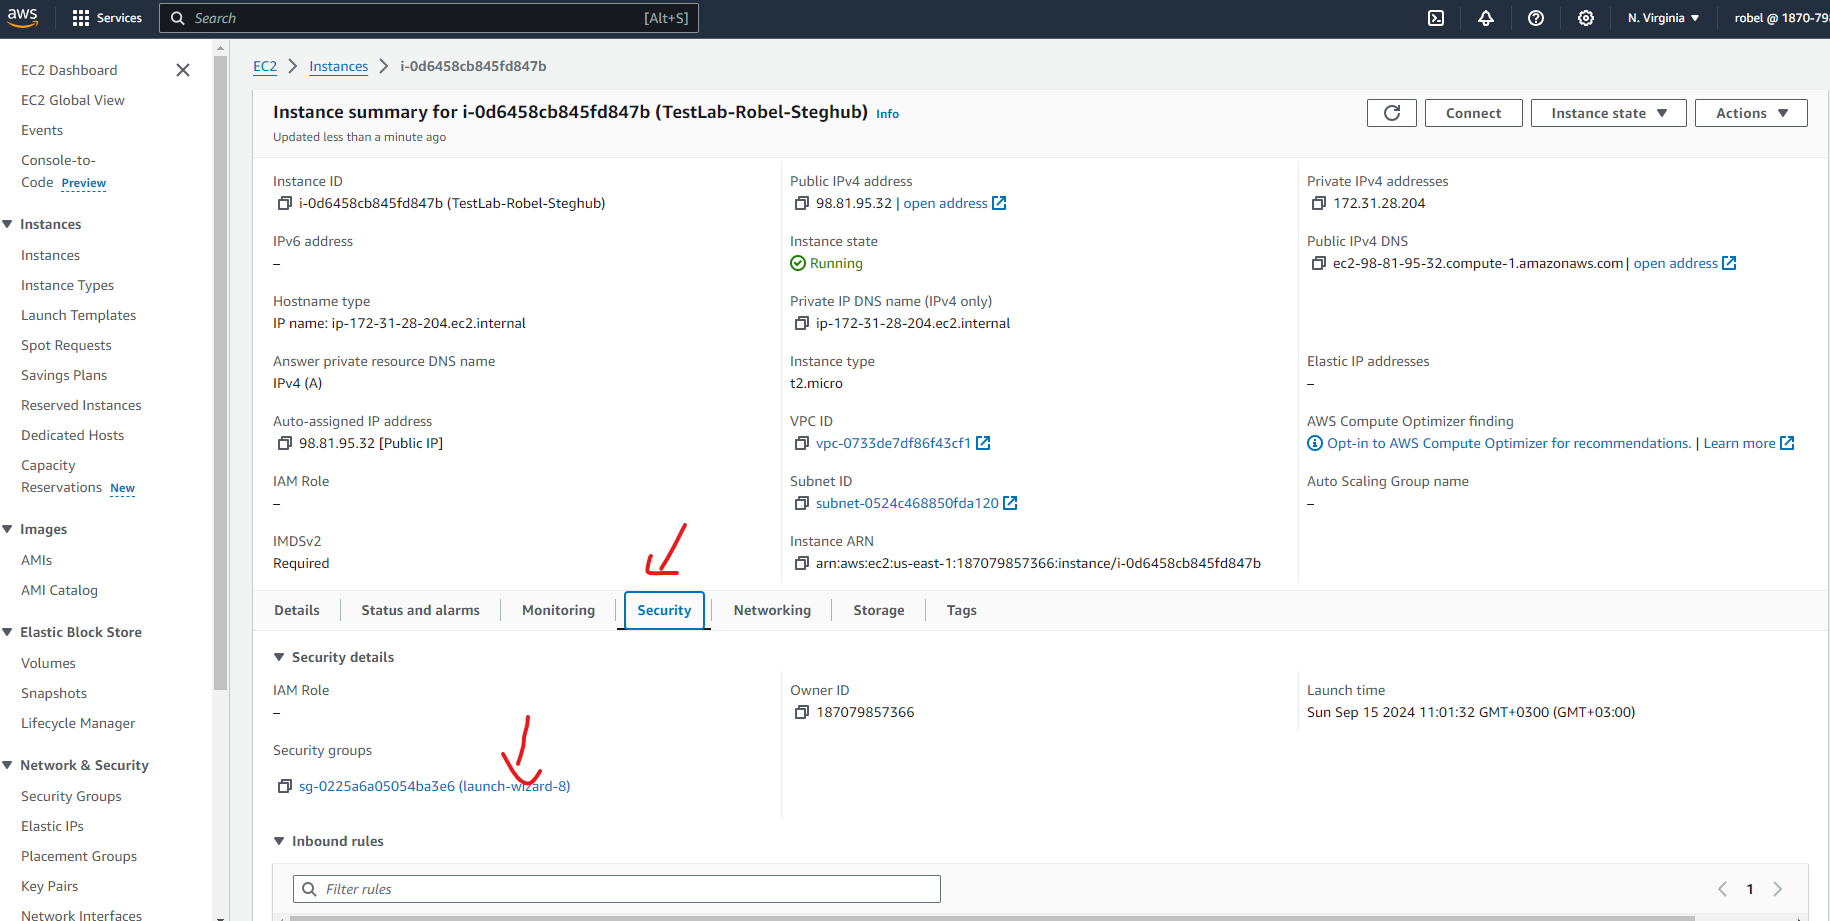 aws Services Search [Alt+S] N. Virginia robel @ 1870-798
EC2 Dashboard
EC2 Global View
Events
Console-to-
Code Preview
Instances
Instances
Instance Types
Launch Templates
Spot Requests
Savings Plans
Reserved Instances
Dedicated Hosts
Capacity
Reservations New
Images
AMIs
AMI Catalog
Elastic Block Store
Volumes
Snapshots
Lifecycle Manager
Network & Security
Security Groups
Elastic IPs
Placement Groups
Key Pairs
Network Interfaces
EC2 Instances i-0d6458cb845fd847b
Instance summary for i-0d6458cb845fd847b (TestLab-Robel-Steghub) Info
Updated less than a minute ago
Connect Instance state Actions
Instance ID
i-0d6458cb845fd847b (TestLab-Robel-Steghub)
Public IPv4 address
98.81.95.32 | open address
Private IPv4 addresses
172.31.28.204
IPv6 address
–
Instance state
Running
Public IPv4 DNS
ec2-98-81-95-32.compute-1.amazonaws.com | open address
Hostname type
IP name: ip-172-31-28-204.ec2.internal
Private IP DNS name (IPv4 only)
ip-172-31-28-204.ec2.internal
Answer private resource DNS name
IPv4 (A)
Instance type
t2.micro
Elastic IP addresses
–
Auto-assigned IP address
98.81.95.32 [Public IP]
VPC ID
vpc-0733de7df86f43cf1
AWS Compute Optimizer finding
Opt-in to AWS Compute Optimizer for recommendations. | Learn more
IAM Role
–
Subnet ID
subnet-0524c468850fda120
Auto Scaling Group name
–
IMDSv2
Required
Instance ARN
arn:aws:ec2:us-east-1:187079857366:instance/i-0d6458cb845fd847b
Details Status and alarms Monitoring Security Networking Storage Tags
Security details
IAM Role
–
Owner ID
187079857366
Launch time
Sun Sep 15 2024 11:01:32 GMT+0300 (GMT+03:00)
Security groups
sg-0225a6a05054ba3e6 (launch-wizard-8)
Inbound rules
Filter rules
1